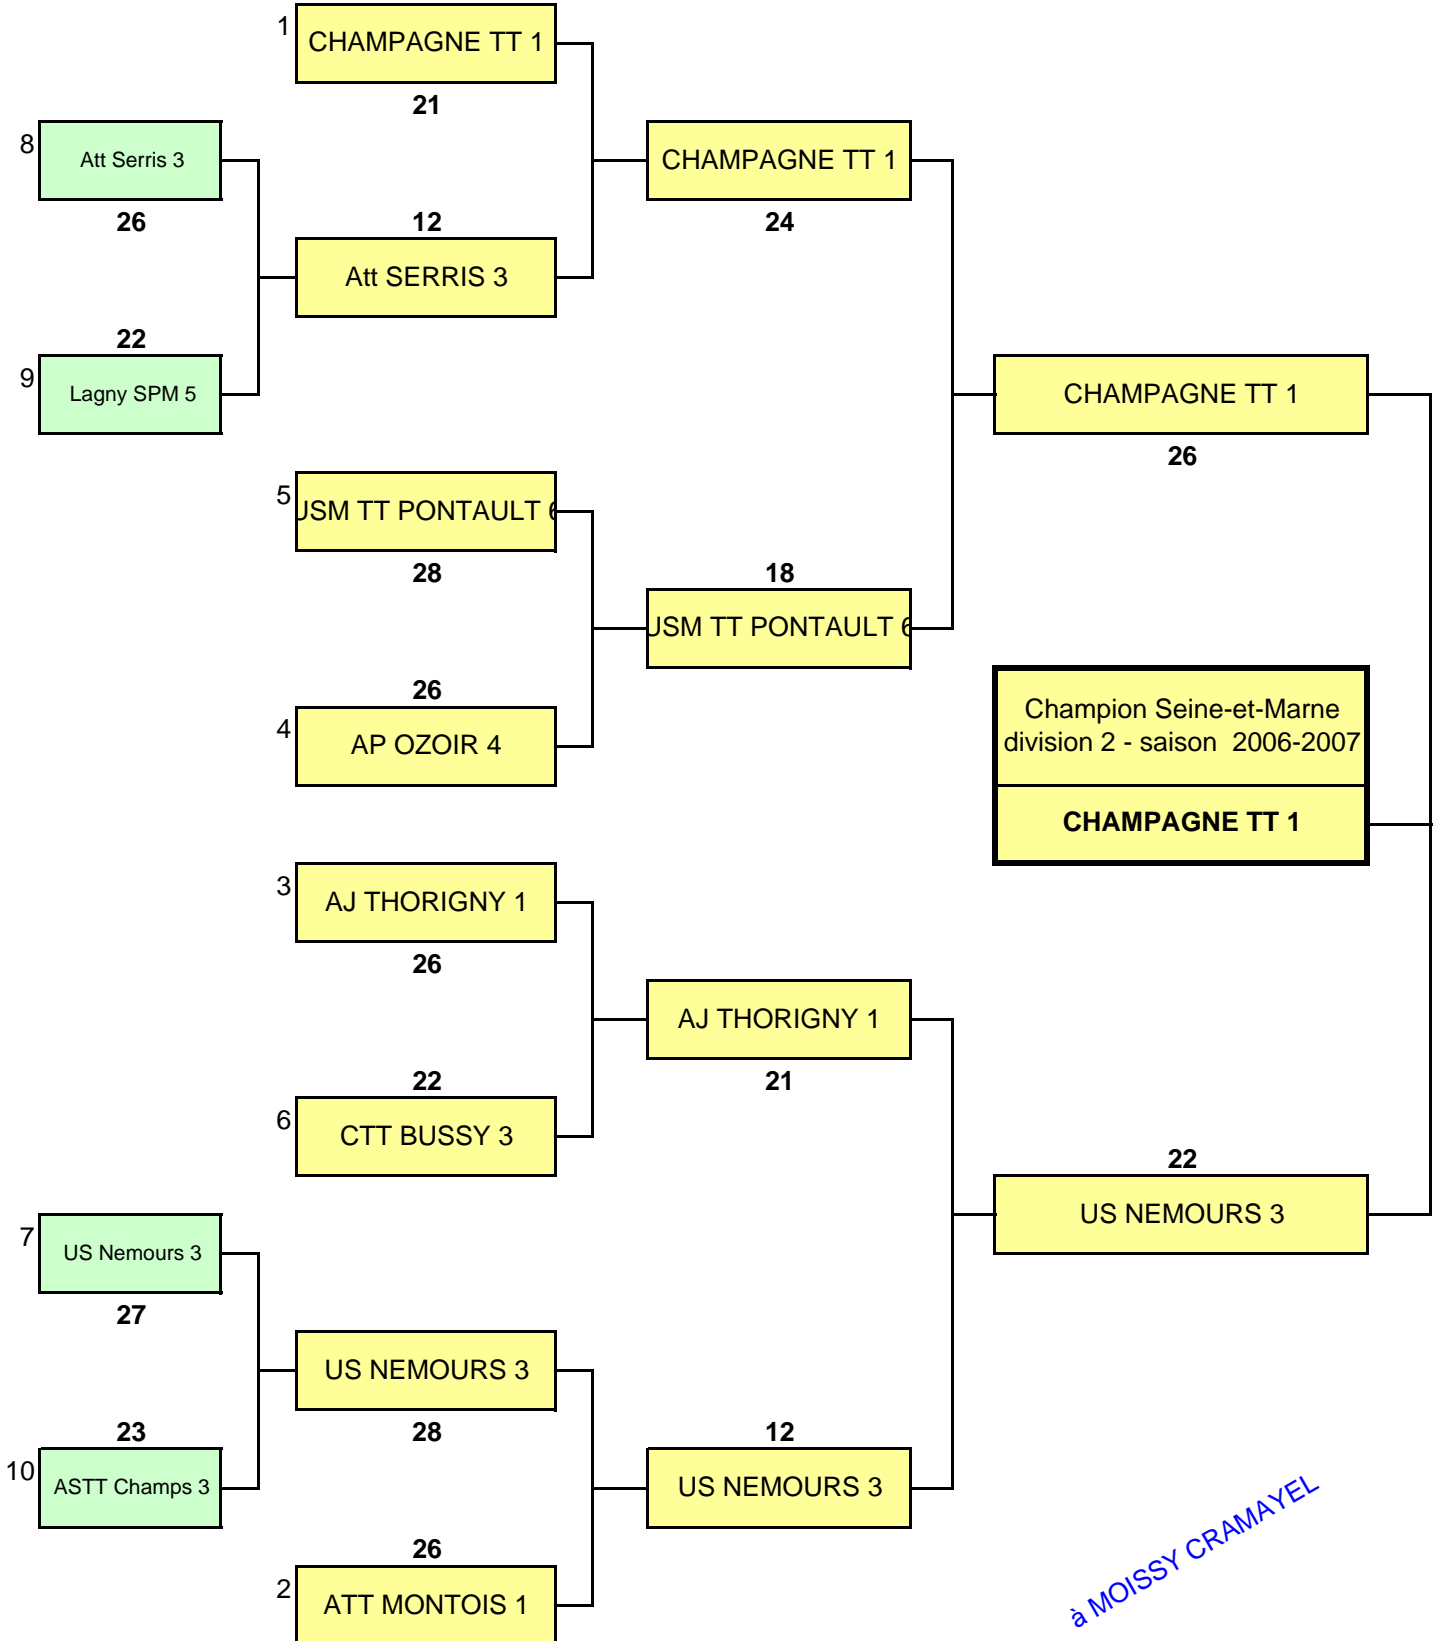 1
CHAMPAGNE TT 1
21
8
Att Serris 3
26
CHAMPAGNE TT 1
24
12
Att SERRIS 3
22
9
Lagny SPM 5
CHAMPAGNE TT 1
26
5
JSM TT PONTAULT 6
28
18
JSM TT PONTAULT 6
26
4
AP OZOIR 4
Champion Seine-et-Marne
division 2 - saison 2006-2007
CHAMPAGNE TT 1
3
AJ THORIGNY 1
26
AJ THORIGNY 1
21
22
6
CTT BUSSY 3
22
US NEMOURS 3
7
US Nemours 3
27
US NEMOURS 3
28
23
10
ASTT Champs 3
12
US NEMOURS 3
26
2
ATT MONTOIS 1
à MOISSY CRAMAYEL